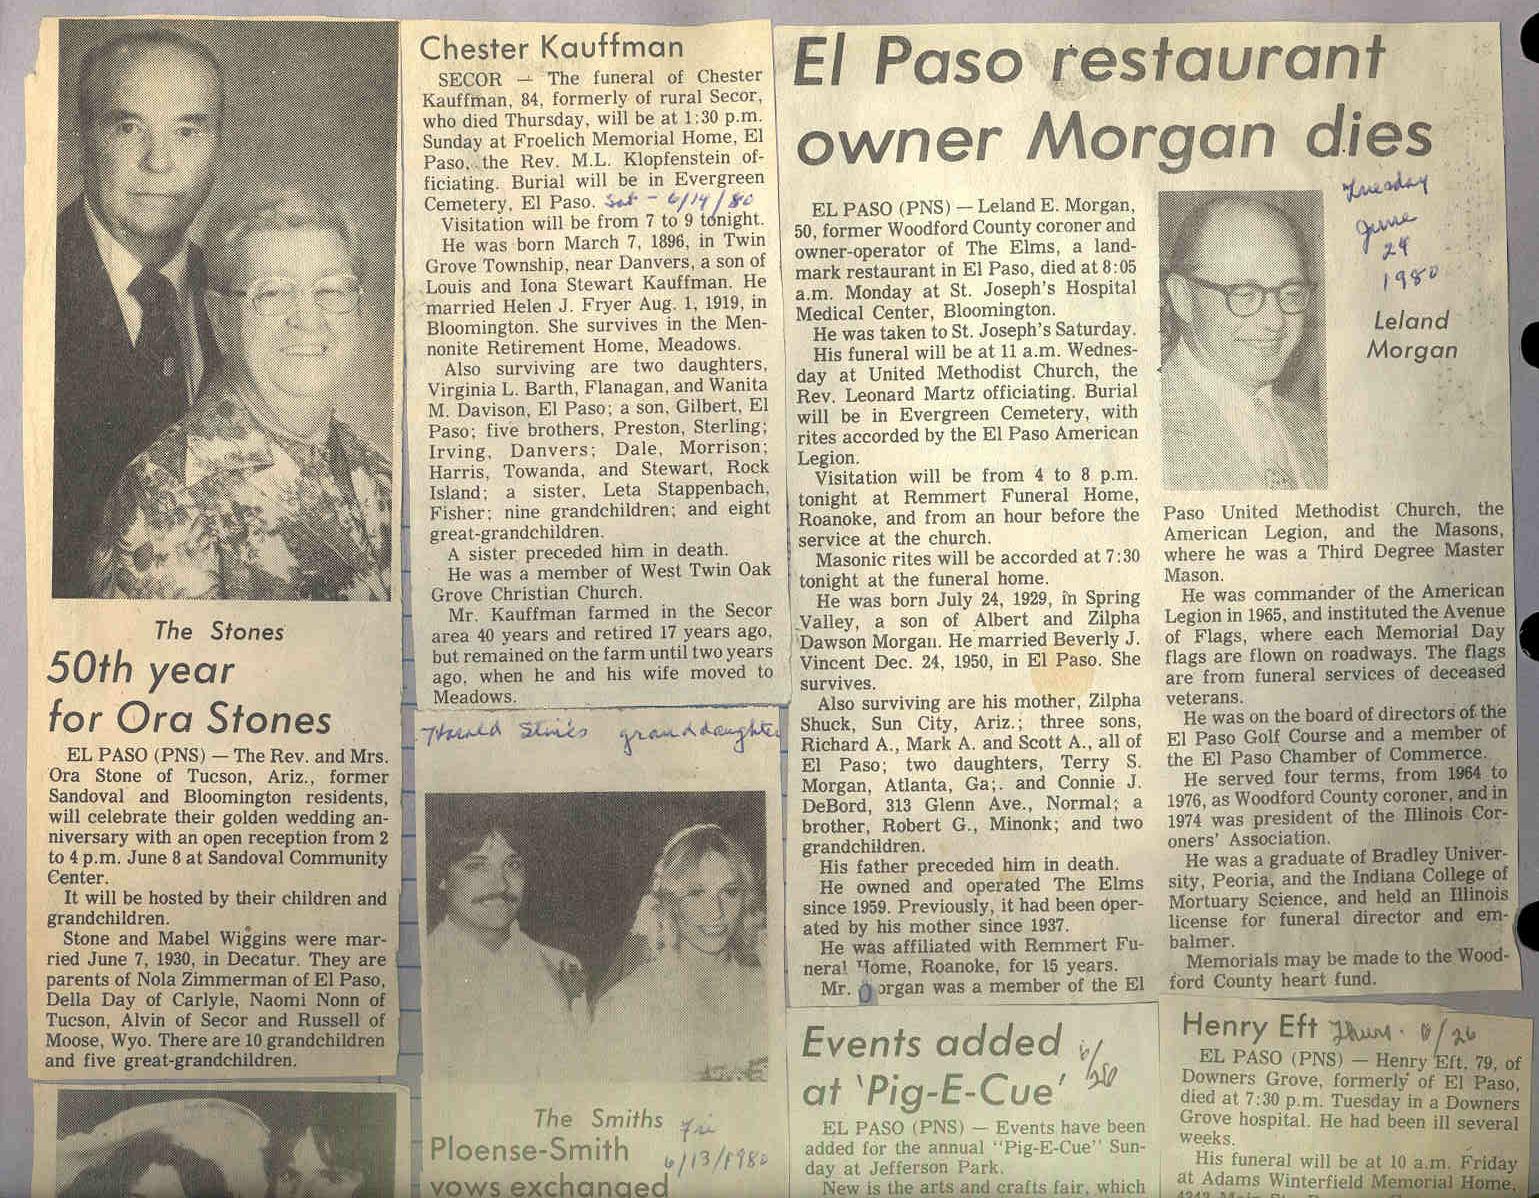 The Stones
50th year
for Ora Stones
EL PASO (PNS) — The Rev. and Mrs.
Ora Stone of Tucson, Ariz., former
Sandoval and Bloomington residents,
will celebrate their golden wedding an-
niversary with an open reception from 2
to 4 p.m. June 8 at Sandoval Community
Center.
It will be hosted by their children and
grandchildren.
Stone and Mabel Wiggins were mar-
ried June 7, 1930, in Decatur. They are
parents of Nola Zimmerman of El Paso,
Della Day of Carlyle, Naomi Nonn of
Tucson, Alvin of Secor and Russell of
Moose, Wyo. There are 10 grandchildren
and five great-grandchildren.
Chester Kauffman
SECOR — The funeral of Chester
Kauffman, 84, formerly of rural Secor,
who died Thursday, will be at 1:30 p.m.
Sunday at Froelich Memorial Home, El
Paso, the Rev. M.L. Klopfenstein of-
ficiating. Burial will be in Evergreen
Cemetery, El Paso. Sat - 6/14/80
Visitation will be from 7 to 9 tonight.
He was born March 7, 1896, in Twin
Grove Township, near Danvers, a son of
Louis and Iona Stewart Kauffman. He
married Helen J. Fryer Aug. 1, 1919, in
Bloomington. She survives in the Men-
nonite Retirement Home, Meadows.
Also surviving are two daughters,
Virginia L. Barth, Flanagan, and Wanita
M. Davison, El Paso; a son, Gilbert, El
Paso; five brothers, Preston, Sterling;
Irving, Danvers; Dale, Morrison;
Harris, Towanda, and Stewart, Rock
Island; a sister, Leta Stappenbach,
Fisher; nine grandchildren; and eight
great-grandchildren.
A sister preceded him in death.
He was a member of West Twin Oak
Grove Christian Church.
Mr. Kauffman farmed in the Secor
area 40 years and retired 17 years ago,
but remained on the farm until two years
ago, when he and his wife moved to
Meadows.
Harold granddaughter
The Smiths
Fri
6/13/1980
Ploense-Smith
vows exchanged
El Paso restaurant
owner Morgan dies
EL PASO (PNS) — Leland E. Morgan,
50, former Woodford County coroner and
owner-operator of The Elms, a land-
mark restaurant in El Paso, died at 8:05
a.m. Monday at St. Joseph's Hospital
Medical Center, Bloomington.
He was taken to St. Joseph's Saturday.
His funeral will be at 11 a.m. Wednes-
day at United Methodist Church, the
Rev. Leonard Martz officiating. Burial
will be in Evergreen Cemetery, with
rites accorded by the El Paso American
Legion.
Visitation will be from 4 to 8 p.m.
tonight at Remmert Funeral Home,
Roanoke, and from an hour before the
service at the church.
Masonic rites will be accorded at 7:30
tonight at the funeral home.
He was born July 24, 1929, in Spring
Valley, a son of Albert and Zilpha
Dawson Morgan. He married Beverly J.
Vincent Dec. 24, 1950, in El Paso. She
survives.
Also surviving are his mother, Zilpha
Shuck, Sun City, Ariz.; three sons,
Richard A., Mark A. and Scott A., all of
El Paso; two daughters, Terry S.
Morgan, Atlanta, Ga;. and Connie J.
DeBord, 313 Glenn Ave., Normal; a
brother, Robert G., Minonk; and two
grandchildren.
His father preceded him in death.
He owned and operated The Elms
since 1959. Previously, it had been oper-
ated by his mother since 1937.
He was affiliated with Remmert Fu-
neral Home, Roanoke, for 15 years.
Mr. Morgan was a member of the El
Tuesday
June
24
1980
Leland
Morgan
Paso United Methodist Church, the
American Legion, and the Masons,
where he was a Third Degree Master
Mason.
He was commander of the American
Legion in 1965, and instituted the Avenue
of Flags, where each Memorial Day
flags are flown on roadways. The flags
are from funeral services of deceased
veterans.
He was on the board of directors of the
El Paso Golf Course and a member of
the El Paso Chamber of Commerce.
He served four terms, from 1964 to
1976, as Woodford County coroner, and in
1974 was president of the Illinois Cor-
oners' Association.
He was a graduate of Bradley Univer-
sity, Peoria, and the Indiana College of
Mortuary Science, and held an Illinois
license for funeral director and em-
balmer.
Memorials may be made to the Wood-
ford County heart fund.
Events added
at 'Pig-E-Cue'
EL PASO (PNS) — Events have been
added for the annual "Pig-E-Cue" Sun-
day at Jefferson Park.
New is the arts and crafts fair, which
Henry Eft Thurs. 6/26
EL PASO (PNS) — Henry Eft, 79, of
Downers Grove, formerly of El Paso,
died at 7:30 p.m. Tuesday in a Downers
Grove hospital. He had been ill several
weeks.
His funeral will be at 10 a.m. Friday
at Adams Winterfield Memorial Home,